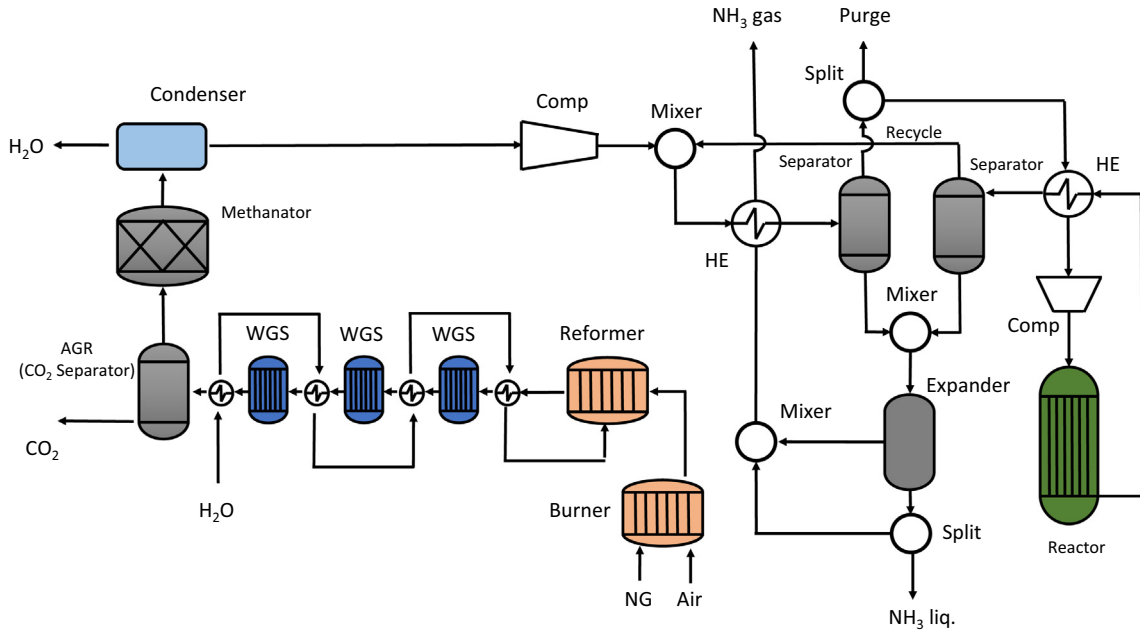 NH₃ gas
Purge
Split
Condenser
Comp
Mixer
Recycle
H₂O
Separator
Separator
HE
Methanator
HE
Mixer
Comp
AGR
(CO₂ Separator)
WGS
WGS
WGS
Reformer
Expander
Mixer
CO₂
H₂O
Burner
Split
Reactor
NG
Air
NH₃ liq.